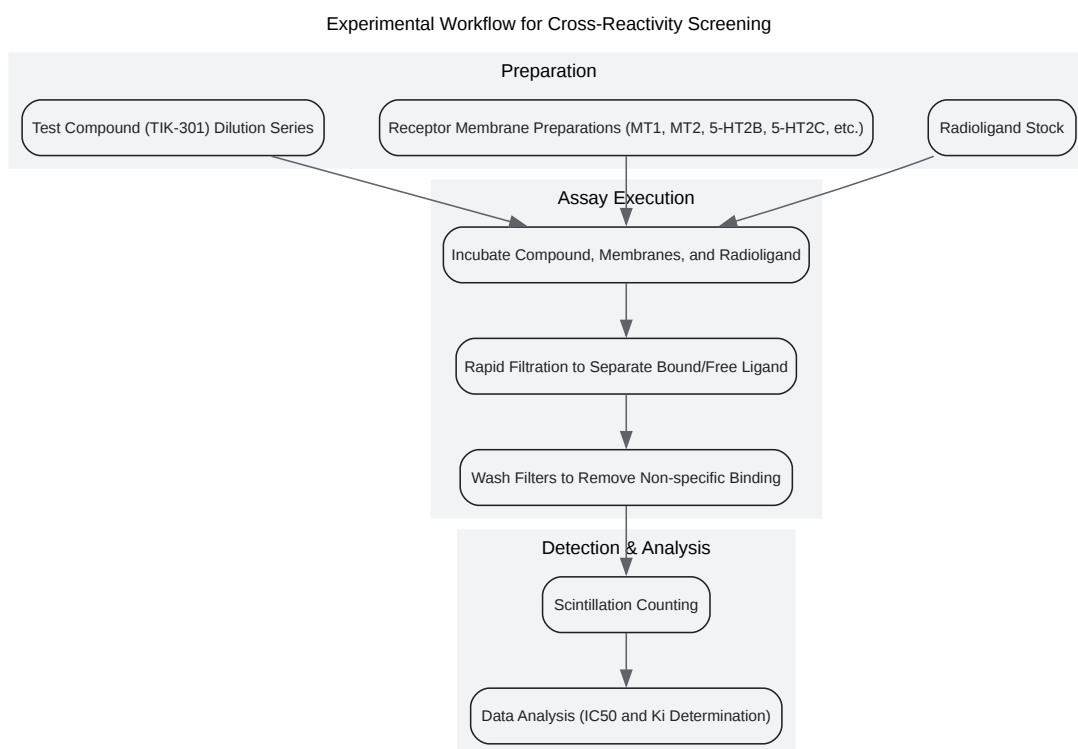 Experimental Workflow for Cross-Reactivity Screening
Preparation
Test Compound (TIK-301) Dilution Series
Receptor Membrane Preparations (MT1, MT2, 5-HT2B, 5-HT2C, etc.)
Radioligand Stock
Assay Execution
Incubate Compound, Membranes, and Radioligand
Rapid Filtration to Separate Bound/Free Ligand
Wash Filters to Remove Non-specific Binding
Detection & Analysis
Scintillation Counting
Data Analysis (IC50 and Ki Determination)